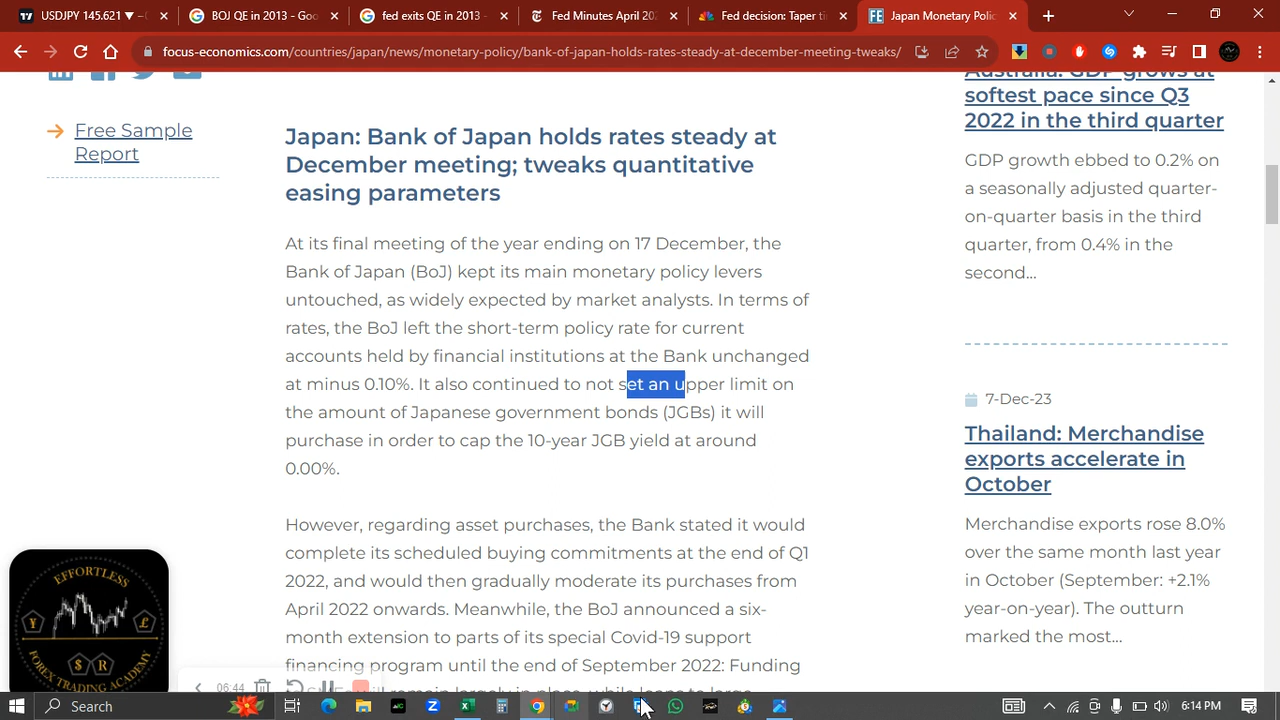 USDJPY 145.621
BOJ QE in 2013 - Goo
fed exits QE in 2013 -
Fed Minutes April 202
Fed decision: Taper ti
Japan Monetary Polic
focus-economics.com/countries/japan/news/monetary-policy/bank-of-japan-holds-rates-steady-at-december-meeting-tweaks/
Free Sample
Report
Japan: Bank of Japan holds rates steady at
December meeting; tweaks quantitative
easing parameters
At its final meeting of the year ending on 17 December, the
Bank of Japan (BoJ) kept its main monetary policy levers
untouched, as widely expected by market analysts. In terms of
rates, the BoJ left the short-term policy rate for current
accounts held by financial institutions at the Bank unchanged
at minus 0.10%. It also continued to not set an upper limit on
the amount of Japanese government bonds (JGBs) it will
purchase in order to cap the 10-year JGB yield at around
0.00%.
However, regarding asset purchases, the Bank stated it would
complete its scheduled buying commitments at the end of Q1
2022, and would then gradually moderate its purchases from
April 2022 onwards. Meanwhile, the BoJ announced a six-
month extension to parts of its special Covid-19 support
financing program until the end of September 2022: Funding
Australia: GDP grows at
softest pace since Q3
2022 in the third quarter
GDP growth ebbed to 0.2% on
a seasonally adjusted quarter-
on-quarter basis in the third
quarter, from 0.4% in the
second...
7-Dec-23
Thailand: Merchandise
exports accelerate in
October
Merchandise exports rose 8.0%
over the same month last year
in October (September: +2.1%
year-on-year). The outturn
marked the most...
EFFORTLESS
FOREX TRADING ACADEMY
06:44
Search
6:14 PM